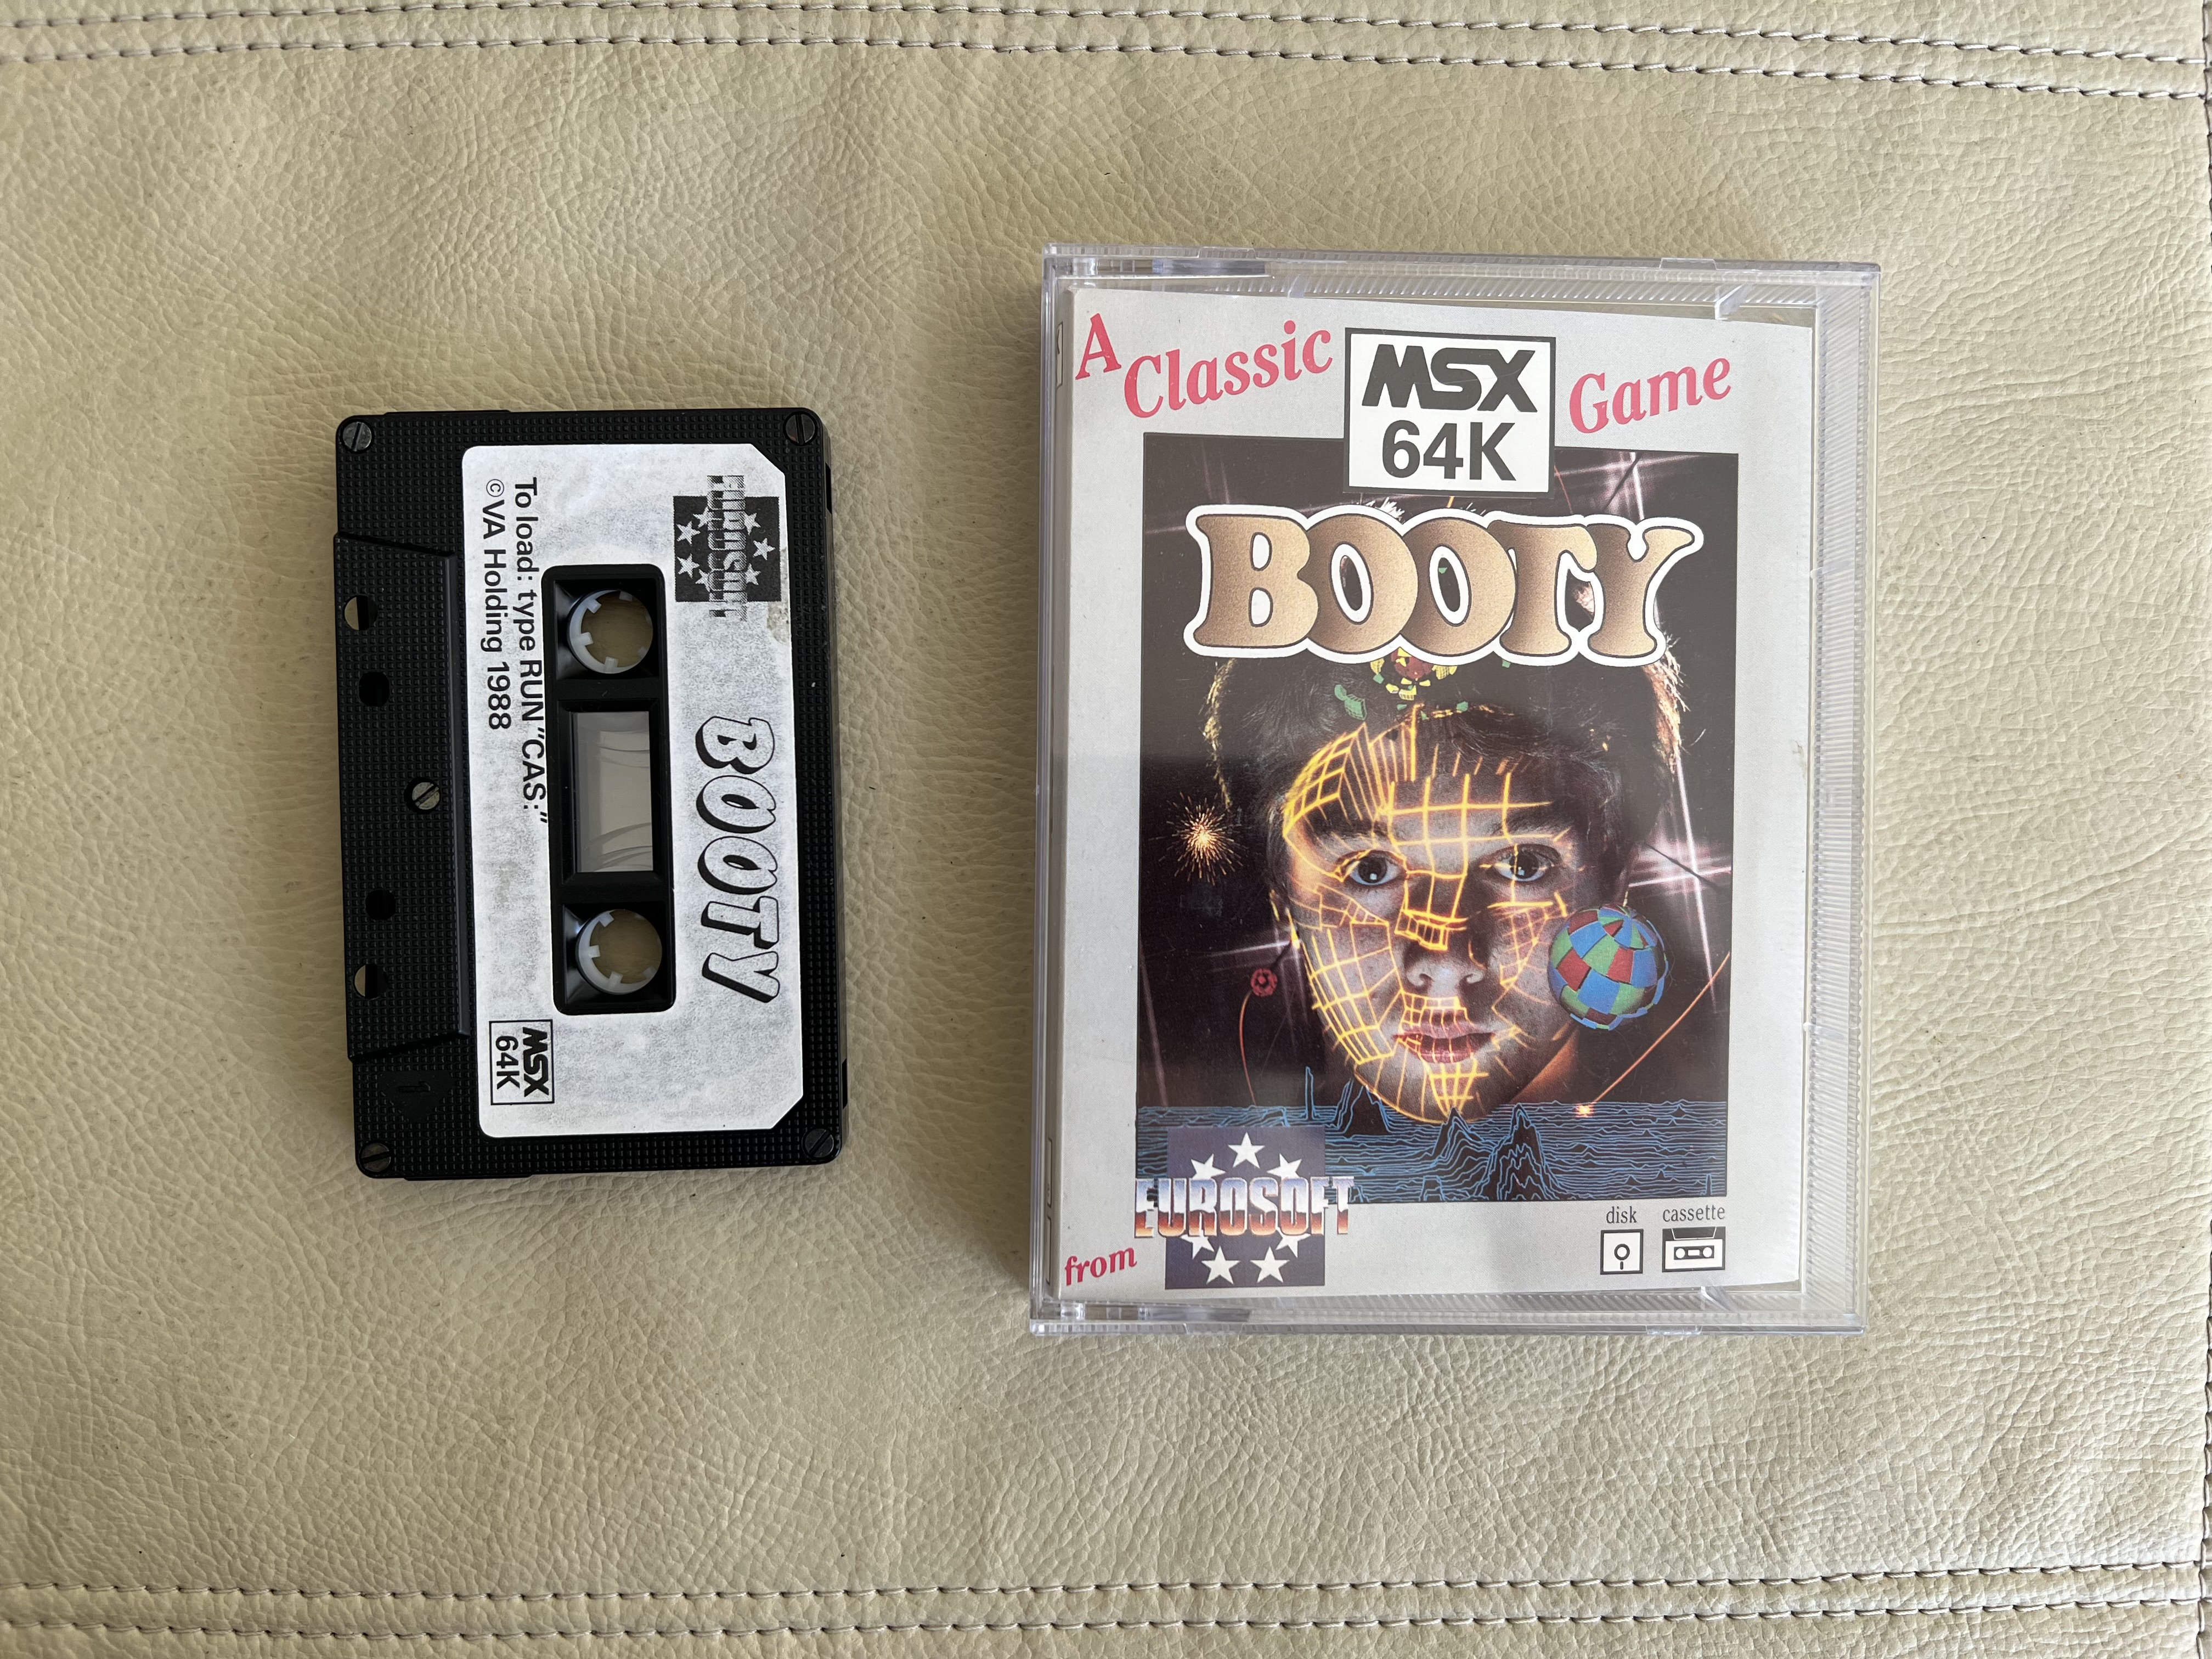 EUROSOFT
BOOTY
To load: type RUN "CAS:"
©VA Holding 1988
MSX
64K
A Classic
MSX
64K
Game
BOOTY
from
EUROSOFT
disk
cassette